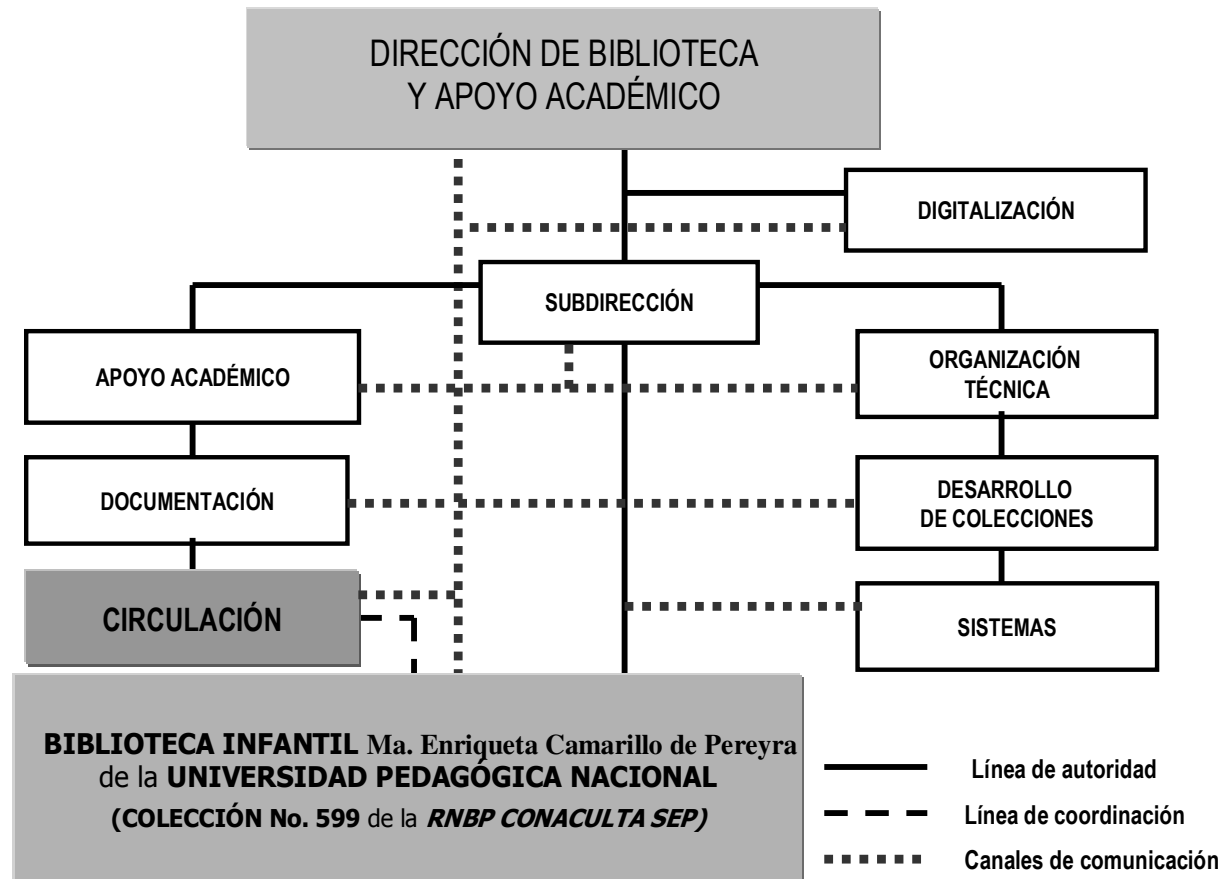 DIRECCIÓN DE BIBLIOTECA
Y APOYO ACADÉMICO
DIGITALIZACIÓN
SUBDIRECCIÓN
APOYO ACADÉMICO
ORGANIZACIÓN
TÉCNICA
DOCUMENTACIÓN
DESARROLLO
DE COLECCIONES
CIRCULACIÓN
SISTEMAS
BIBLIOTECA INFANTIL Ma. Enriqueta Camarillo de Pereyra
de la UNIVERSIDAD PEDAGÓGICA NACIONAL
(COLECCIÓN No. 599 de la RNBP CONACULTA SEP)
Línea de autoridad
Línea de coordinación
Canales de comunicación